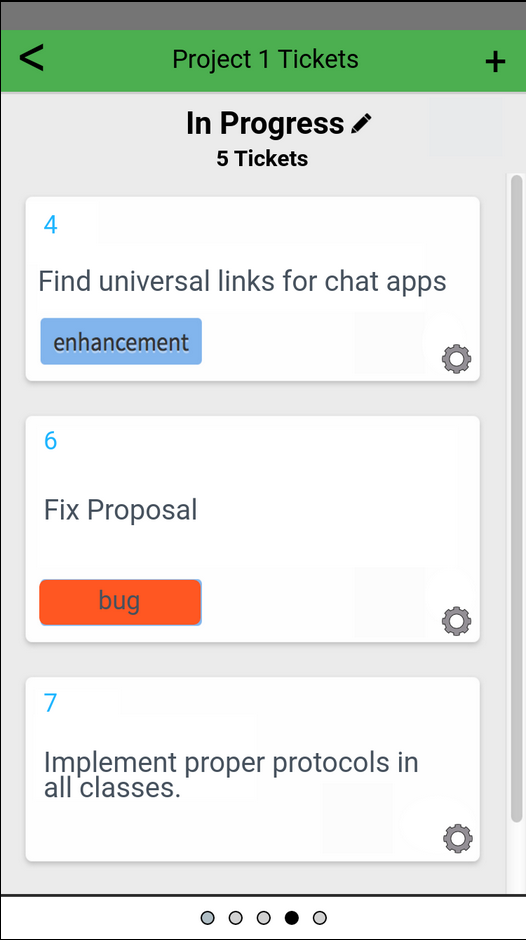 < Project 1 Tickets +
In Progress
5 Tickets
4
Find universal links for chat apps
enhancement
6
Fix Proposal
bug
7
Implement proper protocols in
all classes.